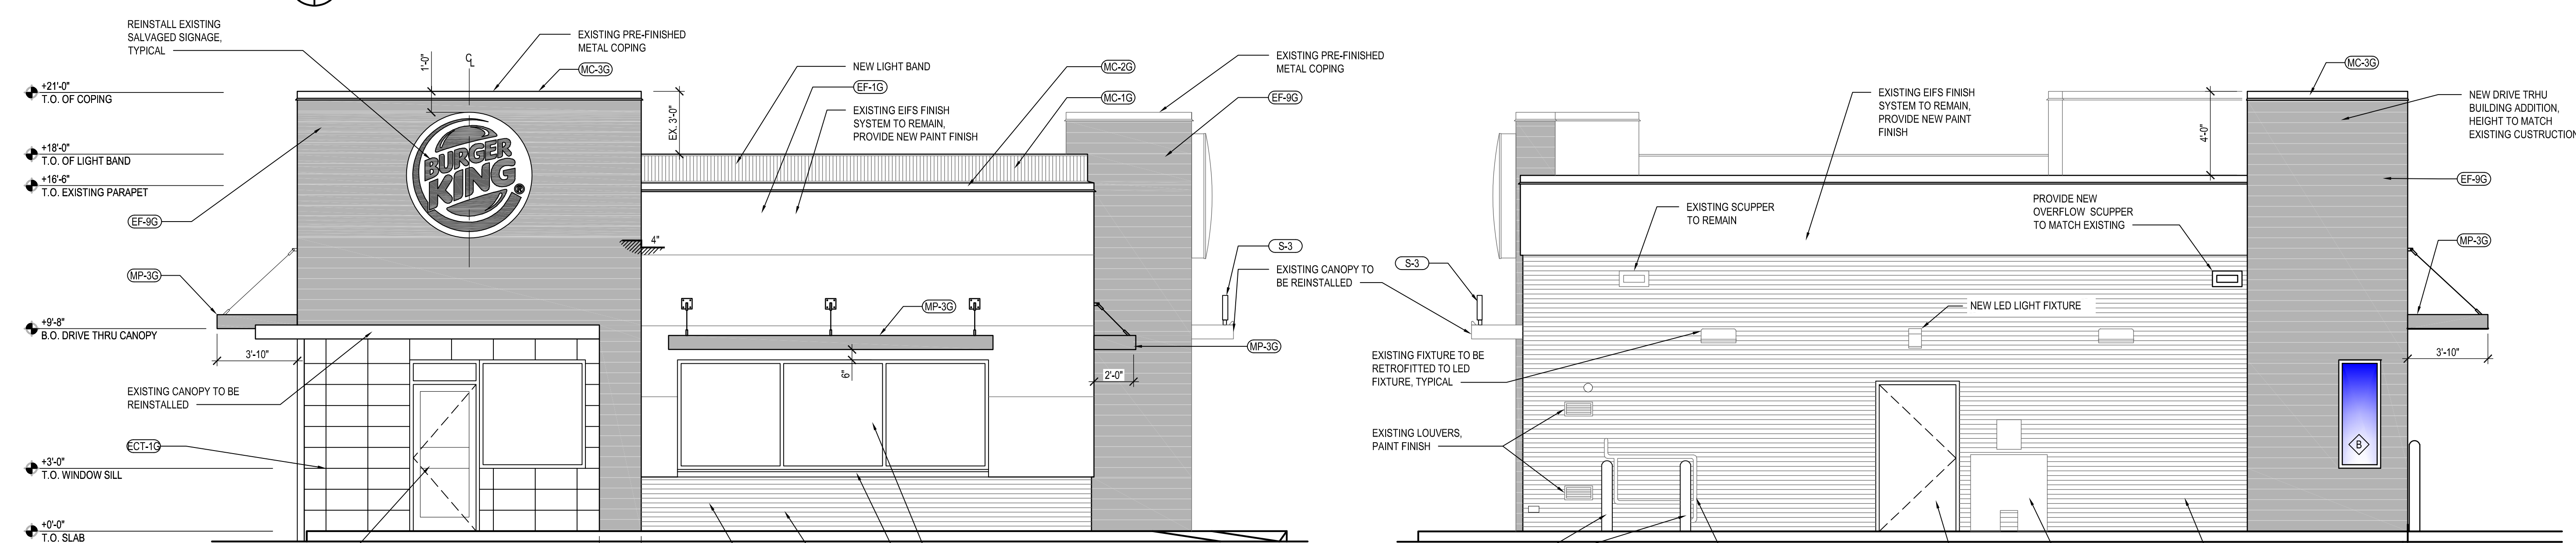 REINSTALL EXISTING
SALVAGED SIGNAGE,
TYPICAL
+21'-0"
T.O. OF COPING
+18'-0"
T.O. OF LIGHT BAND
+16'-6"
T.O. EXISTING PARAPET
EF-9G
MP-3G
+9'-8"
B.O. DRIVE THRU CANOPY
3'-10"
EXISTING CANOPY TO BE
REINSTALLED
ECT-1G
+3'-0"
T.O. WINDOW SILL
+0'-0"
T.O. SLAB
1'-0"
CL
EXISTING PRE-FINISHED
METAL COPING
MC-3G
BURGER
KING®
EX. 3'-0"
4"
NEW LIGHT BAND
EF-1G
EXISTING EIFS FINISH
SYSTEM TO REMAIN,
PROVIDE NEW PAINT FINISH
MC-2G
MC-1G
MP-3G
6"
2'-0"
EXISTING PRE-FINISHED
METAL COPING
EF-9G
S-3
EXISTING CANOPY TO
BE REINSTALLED
MP-3G
S-3
EXISTING FIXTURE TO BE
RETROFITTED TO LED
FIXTURE, TYPICAL
EXISTING LOUVERS,
PAINT FINISH
EXISTING SCUPPER
TO REMAIN
EXISTING EIFS FINISH
SYSTEM TO REMAIN,
PROVIDE NEW PAINT
FINISH
PROVIDE NEW
OVERFLOW SCUPPER
TO MATCH EXISTING
NEW LED LIGHT FIXTURE
4'-0"
MC-3G
NEW DRIVE TRHU
BUILDING ADDITION,
HEIGHT TO MATCH
EXISTING CUSTRUCTION
EF-9G
MP-3G
3'-10"
B